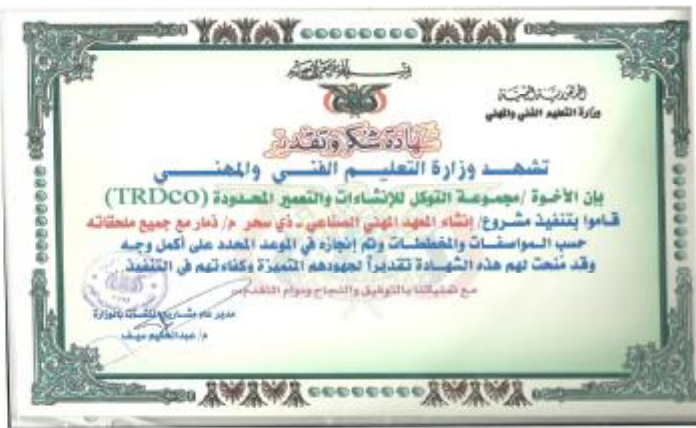 بسم الله الرحمن الرحيم
الجمهورية اليمنية
وزارة التعليم الفني والمهني
شهادة شكر وتقدير
تشهد وزارة التعليم الفني والمهني
بان الأخوة /مجموعة التوكل للإنشاءات والتعمير المحدودة (TRDco)
قاموا بتنفيذ مشروع/ إنشاء المعهد المهني الصناعي ـ ذي سحر م/ ذمار مع جميع ملحقاته
حسب المواصفات والمخططات وتم إنجازه في الموعد المحدد على أكمل وجه
وقد منحت لهم هذه الشهادة تقديراً لجهودهم المتميزة وكفاءتهم في التنفيذ
مع تمنياتنا بالتوفيق والنجاح ودوام التقدم,,,
مدير عام مشاريع المنشآت بالوزارة
م/ عبدالحكيم